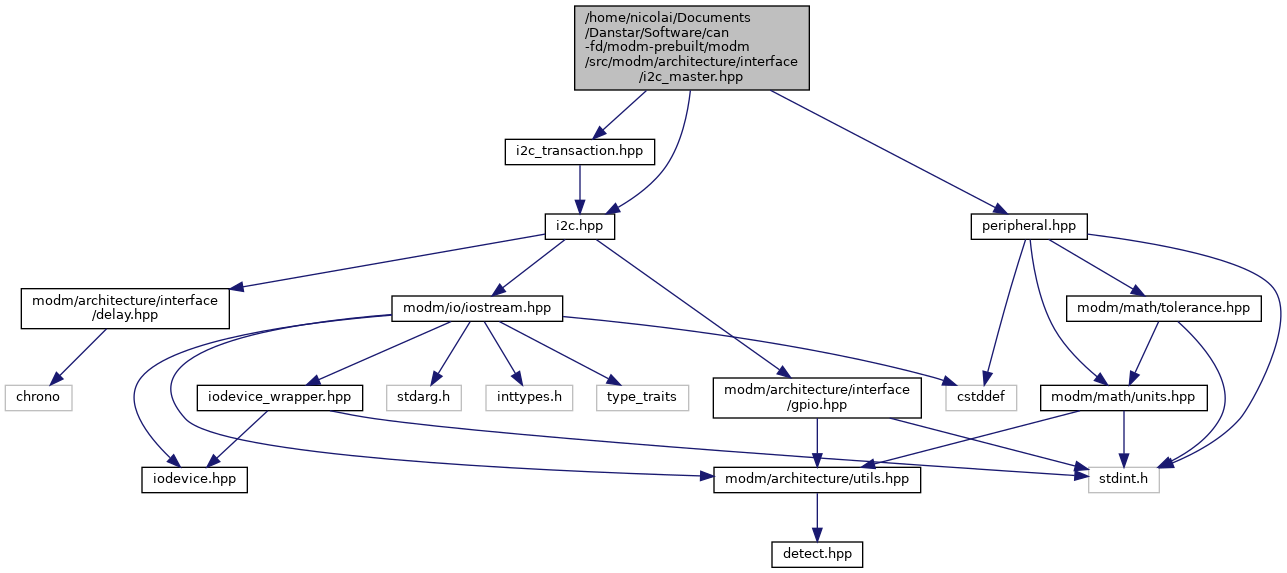 /home/nicolai/Documents
/Danstar/Software/can
-fd/modm-prebuilt/modm
/src/modm/architecture/interface
/i2c_master.hpp
i2c_transaction.hpp
i2c.hpp
peripheral.hpp
modm/architecture/interface
/delay.hpp
modm/io/iostream.hpp
modm/math/tolerance.hpp
chrono
iodevice_wrapper.hpp
stdarg.h
inttypes.h
type_traits
modm/architecture/interface
/gpio.hpp
cstddef
modm/math/units.hpp
iodevice.hpp
modm/architecture/utils.hpp
stdint.h
detect.hpp